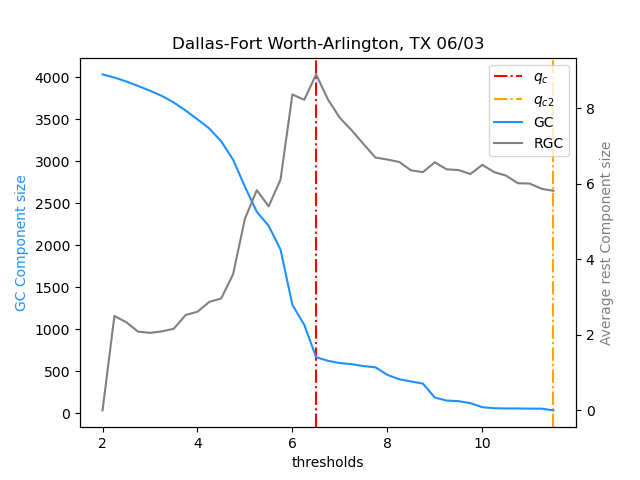 Dallas-Fort Worth-Arlington, TX 06/03
GC Component size
4000
3500
3000
2500
2000
1500
1000
500
0
q_c
q_c2
GC
RGC
8
6
4
2
0
Average rest Component size
2
4
6
8
10
thresholds